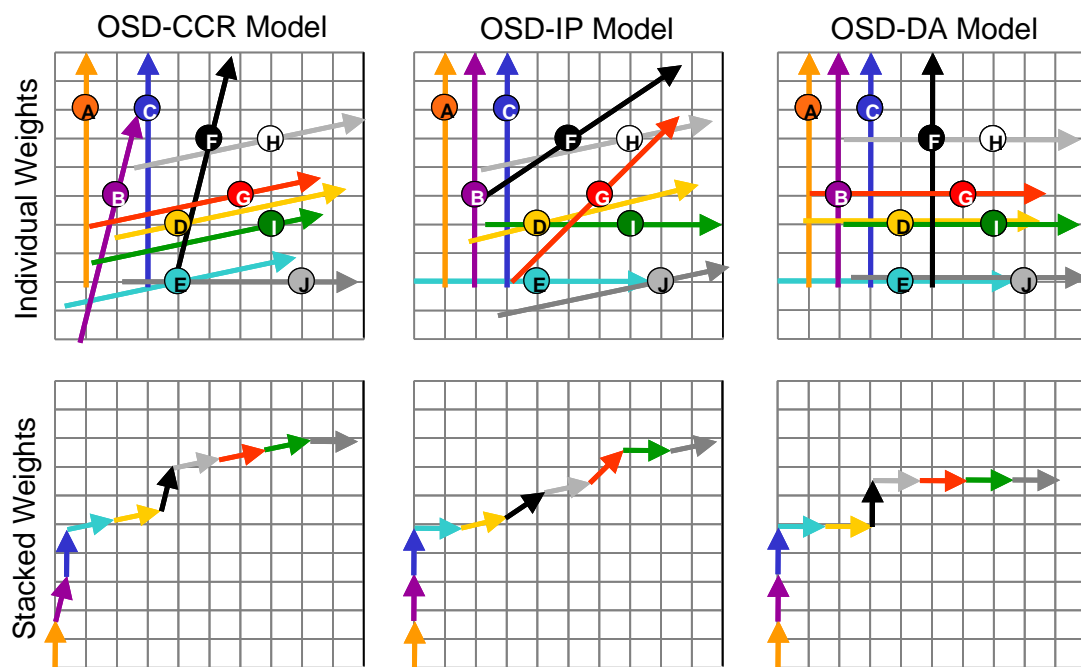 OSD-CCR Model
OSD-IP Model
OSD-DA Model
Individual Weights
A
B
C
D
E
F
G
H
I
J
A
B
C
D
E
F
G
H
I
J
A
B
C
D
E
F
G
H
I
J
Stacked Weights